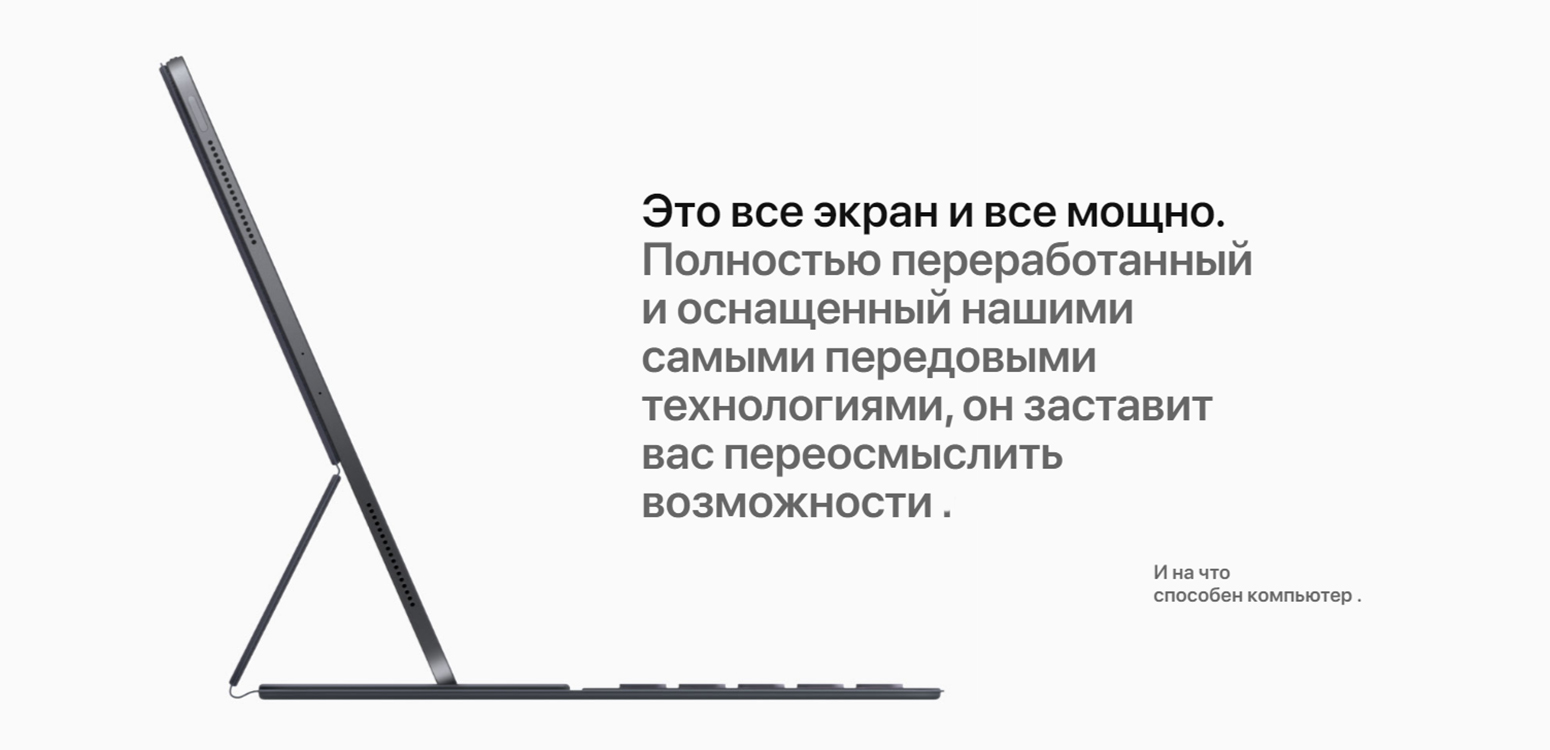 Это все экран и все мощно.
Полностью переработанный
и оснащенный нашими
самыми передовыми
технологиями, он заставит
вас переосмыслить
возможности .
И на что
способен компьютер .